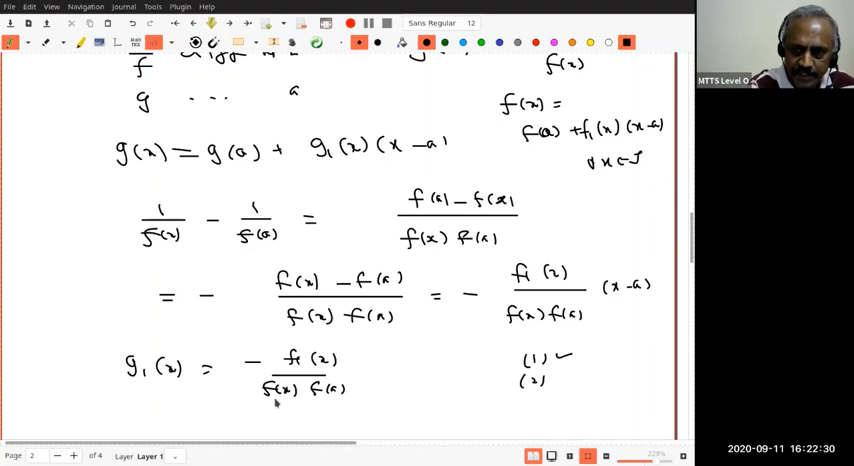 File Edit View Navigation Journal Tools Plugin Help
Sans Regular 12
f(x)
f
g ... a
f(x) =
f(a) + f₁(x)(x-a)
∀ x ∈ J
g(x) = g(a) + g₁(x)(x-a)
1/f(x) - 1/f(a) = f(a) - f(x) / f(x) f(a)
= - f(x) - f(a) / f(x) f(a) = - f₁(x) / f(x) f(a) (x-a)
g₁(x) = - f₁(x) / f(x) f(a)
(1) ✓
(2)
MTTS Level O
Page 2 of 4 Layer Layer 1
229%
2020-09-11 16:22:30